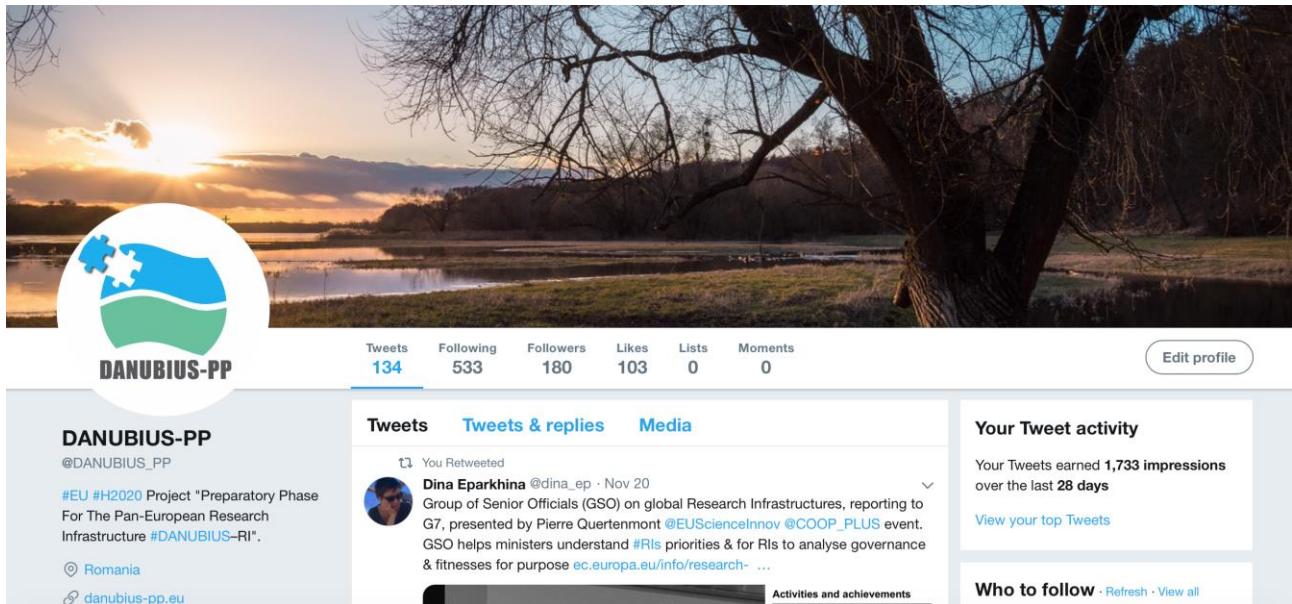 DANUBIUS-PP
Tweets Following Followers Likes Lists Moments
134 533 180 103 0 0
Edit profile
DANUBIUS-PP
@DANUBIUS_PP
#EU #H2020 Project "Preparatory Phase
For The Pan-European Research
Infrastructure #DANUBIUS–RI".
Romania
danubius-pp.eu
Tweets Tweets & replies Media
You Retweeted
Dina Eparkhina @dina_ep · Nov 20
Group of Senior Officials (GSO) on global Research Infrastructures, reporting to
G7, presented by Pierre Quertenmont @EUScienceInnov @COOP_PLUS event.
GSO helps ministers understand #RIs priorities & for RIs to analyse governance
& fitnesses for purpose ec.europa.eu/info/research- …
Activities and achievements
Your Tweet activity
Your Tweets earned 1,733 impressions
over the last 28 days
View your top Tweets
Who to follow · Refresh · View all